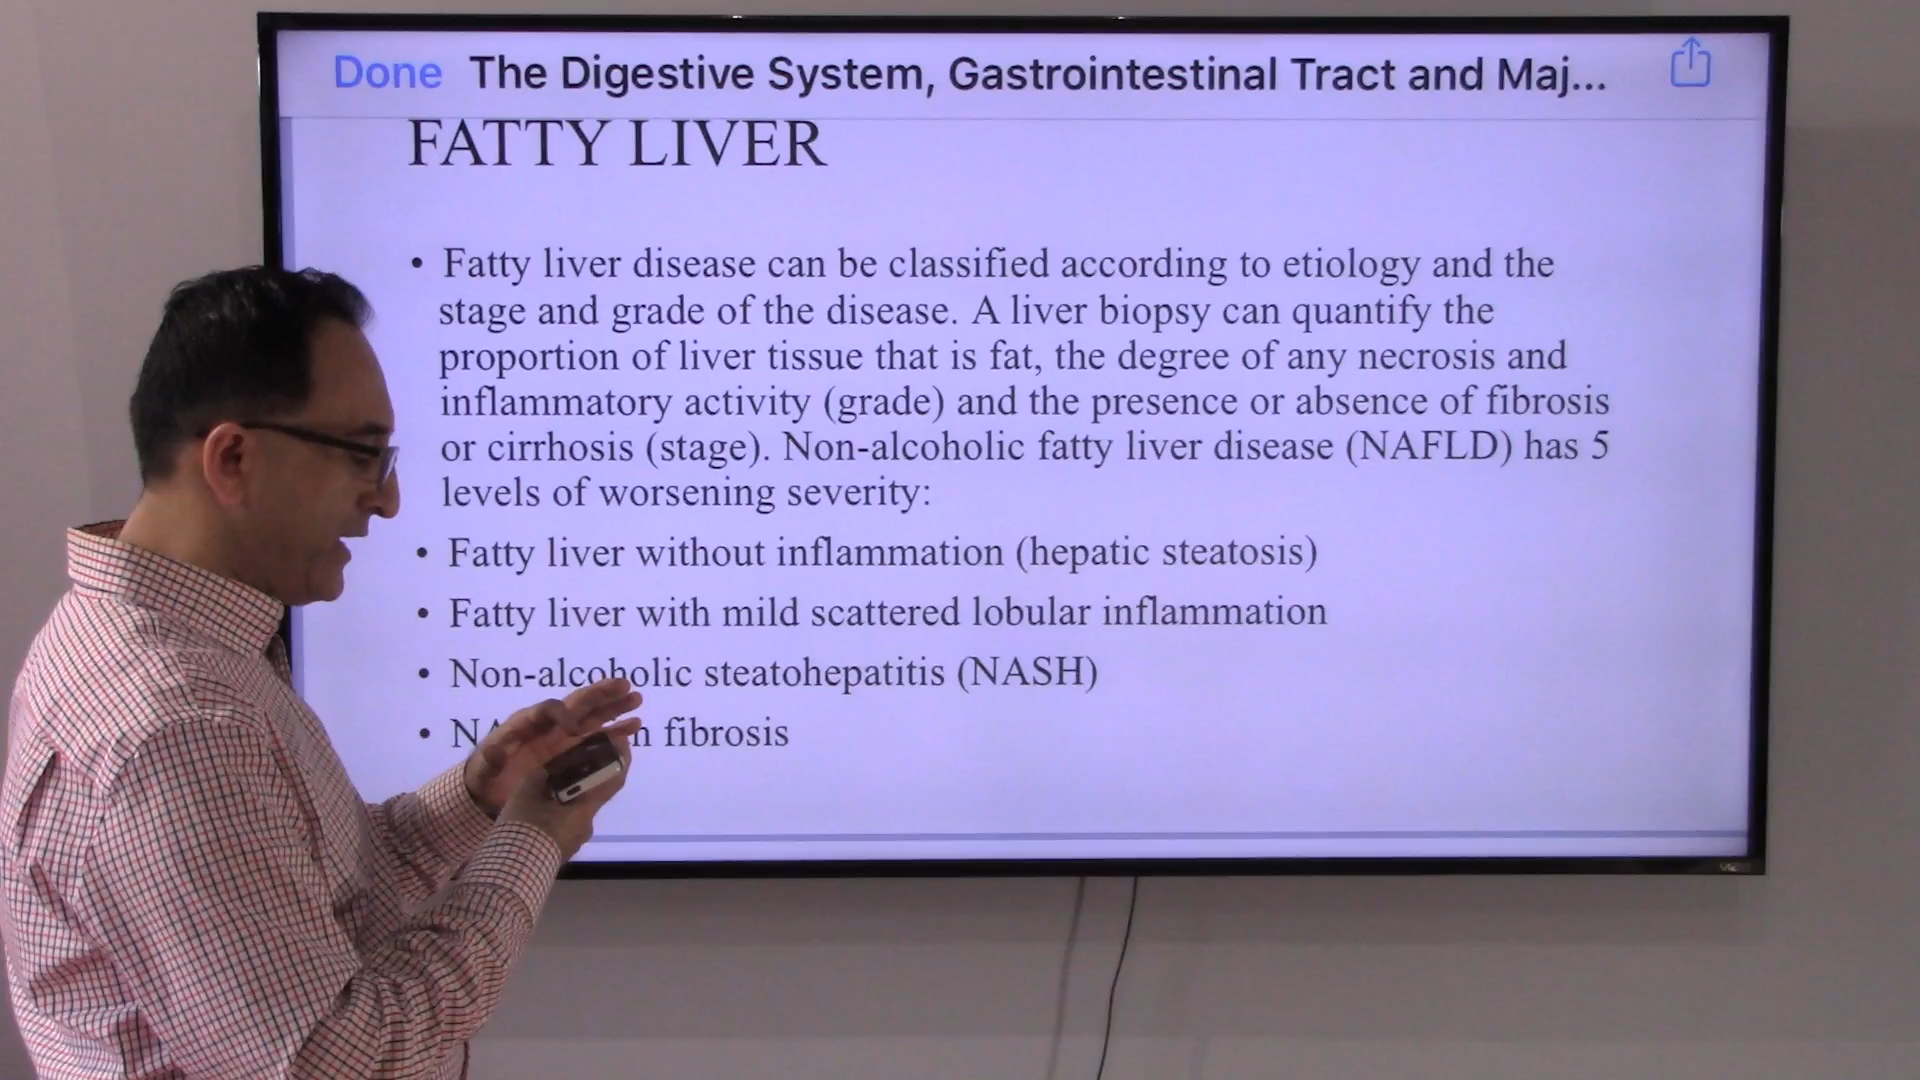 Done The Digestive System, Gastrointestinal Tract and Maj...
FATTY LIVER
• Fatty liver disease can be classified according to etiology and the
stage and grade of the disease. A liver biopsy can quantify the
proportion of liver tissue that is fat, the degree of any necrosis and
inflammatory activity (grade) and the presence or absence of fibrosis
or cirrhosis (stage). Non-alcoholic fatty liver disease (NAFLD) has 5
levels of worsening severity:
• Fatty liver without inflammation (hepatic steatosis)
• Fatty liver with mild scattered lobular inflammation
• Non-alcoholic steatohepatitis (NASH)
• fibrosis